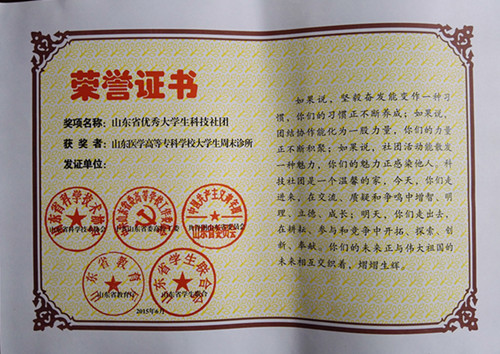 荣誉证书
奖项名称：山东省优秀大学生科技社团
获奖者：山东医学高等专科学校大学生周末诊所
发证单位：
山东省科学技术协会
山东省教育厅
山东省学生联合会
2015年6月
如果说，坚毅奋发能变作一种习
惯，你们的习惯正不断养成；如果说，
团结协作能化为一股力量，你们的力量
正不断积聚；如果说，社团活动能散发
一种魅力，你们的魅力正感染他人。科
技社团是一个温馨的家，今天，你们走
进来，在交流、质疑和争鸣中增智、明
理、立德、成长；明天，你们走出去，
在耕耘、参与和竞争中开拓、探索、创
新、奉献。你们的未来正与伟大祖国的
未来相互交织着，熠熠生辉。